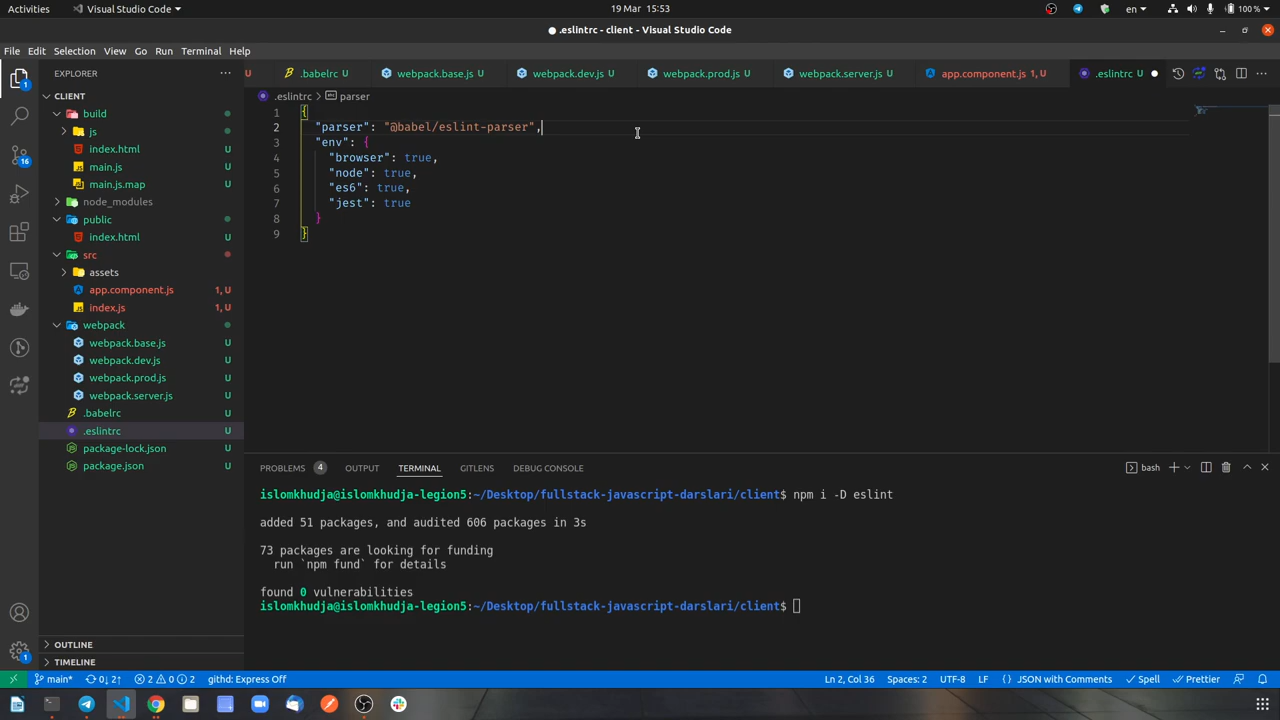 Activities
Visual Studio Code
19 Mar 15:53
en
100 %
● .eslintrc - client - Visual Studio Code
File Edit Selection View Go Run Terminal Help
EXPLORER
.babelrc U
webpack.base.js U
webpack.dev.js U
webpack.prod.js U
webpack.server.js U
app.component.js 1, U
.eslintrc U
.eslintrc > parser
CLIENT
build
js
index.html U
main.js U
main.js.map U
node_modules
public
index.html U
src
assets
app.component.js 1, U
index.js 1, U
webpack
webpack.base.js U
webpack.dev.js U
webpack.prod.js U
webpack.server.js U
.babelrc U
.eslintrc U
package-lock.json U
package.json U
OUTLINE
TIMELINE
1 {
2 "parser": "@babel/eslint-parser",
3 "env": {
4 "browser": true,
5 "node": true,
6 "es6": true,
7 "jest": true
8 }
9 }
PROBLEMS 4 OUTPUT TERMINAL GITLENS DEBUG CONSOLE
bash
islomkhudja@islomkhudja-legion5:~/Desktop/fullstack-javascript-darslari/client$ npm i -D eslint
added 51 packages, and audited 606 packages in 3s
73 packages are looking for funding
run `npm fund` for details
found 0 vulnerabilities
islomkhudja@islomkhudja-legion5:~/Desktop/fullstack-javascript-darslari/client$
main* 0↓ 2↑ 2 0 2 githd: Express Off
Ln 2, Col 36 Spaces: 2 UTF-8 LF {} JSON with Comments Spell Prettier